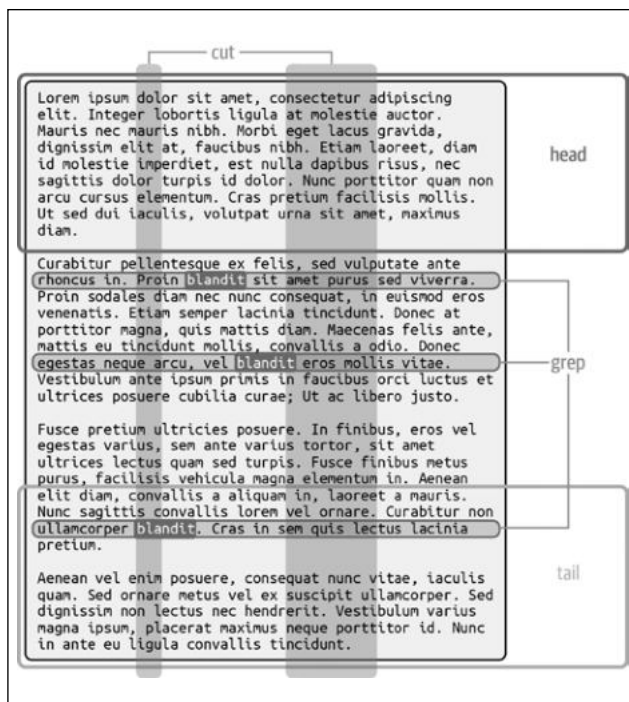 cut
Lorem ipsum dolor sit amet, consectetur adipiscing
elit. Integer lobortis ligula at molestie auctor.
Mauris nec mauris nibh. Morbi eget lacus gravida,
dignissim elit at, faucibus nibh. Etiam laoreet, diam
id molestie imperdiet, est nulla dapibus risus, nec
sagittis dolor turpis id dolor. Nunc porttitor quam non
arcu cursus elementum. Cras pretium facilisis mollis.
Ut sed dui iaculis, volutpat urna sit amet, maximus
diam.
head
Curabitur pellentesque ex felis, sed vulputate ante
rhoncus in. Proin blandit sit amet purus sed viverra.
Proin sodales diam nec nunc consequat, in euismod eros
venenatis. Etiam semper lacinia tincidunt. Donec at
porttitor magna, quis mattis diam. Maecenas felis ante,
mattis eu tincidunt mollis, convallis a odio. Donec
egestas neque arcu, vel blandit eros mollis vitae.
Vestibulum ante ipsum primis in faucibus orci luctus et
ultrices posuere cubilia curae; Ut ac libero justo.
grep
Fusce pretium ultricies posuere. In finibus, eros vel
egestas varius, sem ante varius tortor, sit amet
ultrices lectus quam sed turpis. Fusce finibus metus
purus, facilisis vehicula magna elementum in. Aenean
elit diam, convallis a aliquam in, laoreet a mauris.
Nunc sagittis convallis lorem vel ornare. Curabitur non
ullamcorper blandit. Cras in sem quis lectus lacinia
pretium.
tail
Aenean vel enim posuere, consequat nunc vitae, iaculis
quam. Sed ornare metus vel ex suscipit ullamcorper. Sed
dignissim non lectus nec hendrerit. Vestibulum varius
magna ipsum, placerat maximus neque porttitor id. Nunc
in ante eu ligula convallis tincidunt.